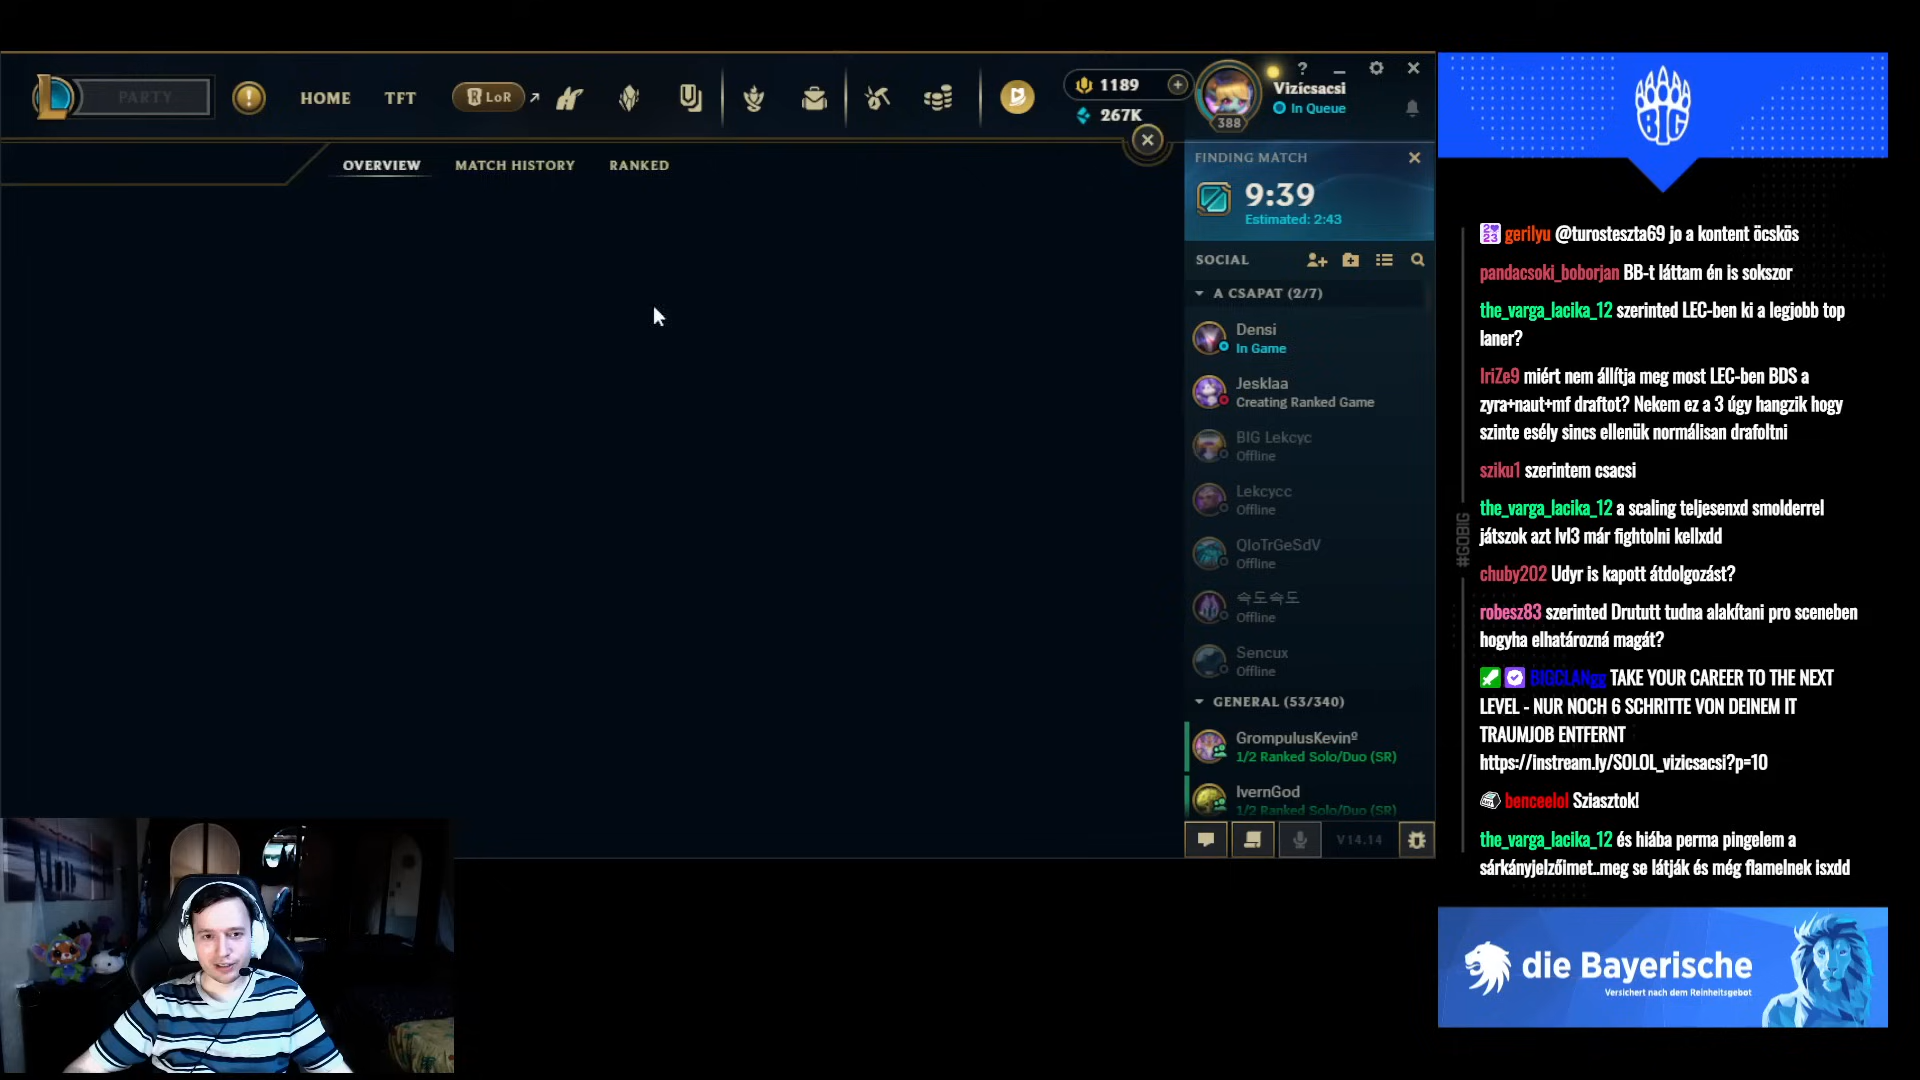 PARTY
HOME
TFT
LoR
1189
267K
388
Vizicsacsi
In Queue
OVERVIEW
MATCH HISTORY
RANKED
FINDING MATCH
9:39
Estimated: 2:43
SOCIAL
A CSAPAT (2/7)
Densi
In Game
Jesklaa
Creating Ranked Game
BIG Lekcyc
Offline
Lekcycc
Offline
QloTrGeSdV
Offline
속도속도
Offline
Sencux
Offline
GENERAL (53/340)
GrompulusKevinº
1/2 Ranked Solo/Duo (SR)
IvernGod
1/2 Ranked Solo/Duo (SR)
V14.14
BIG
#GOBIG
gerilyu @turosteszta69 jo a kontent öcskös
pandacsoki_boborjan BB-t láttam én is sokszor
the_varga_lacika_12 szerinted LEC-ben ki a legjobb top
laner?
IriZe9 miért nem állítja meg most LEC-ben BDS a
zyra+naut+mf draftot? Nekem ez a 3 úgy hangzik hogy
szinte esély sincs ellenük normálisan drafoltni
sziku1 szerintem csacsi
the_varga_lacika_12 a scaling teljesenxd smolderrel
játszok azt lvl3 már fightolni kellxdd
chuby202 Udyr is kapott átdolgozást?
robesz83 szerinted Drututt tudna alakítani pro sceneben
hogyha elhatározná magát?
BIGCLANgg TAKE YOUR CAREER TO THE NEXT
LEVEL - NUR NOCH 6 SCHRITTE VON DEINEM IT
TRAUMJOB ENTFERNT
https://instream.ly/SOLOL_vizicsacsi?p=10
benceelol Sziasztok!
the_varga_lacika_12 és hiába perma pingelem a
sárkányjelzőimet..meg se látják és még flamelnek isxdd
die Bayerische
Versichert nach dem Reinheitsgebot